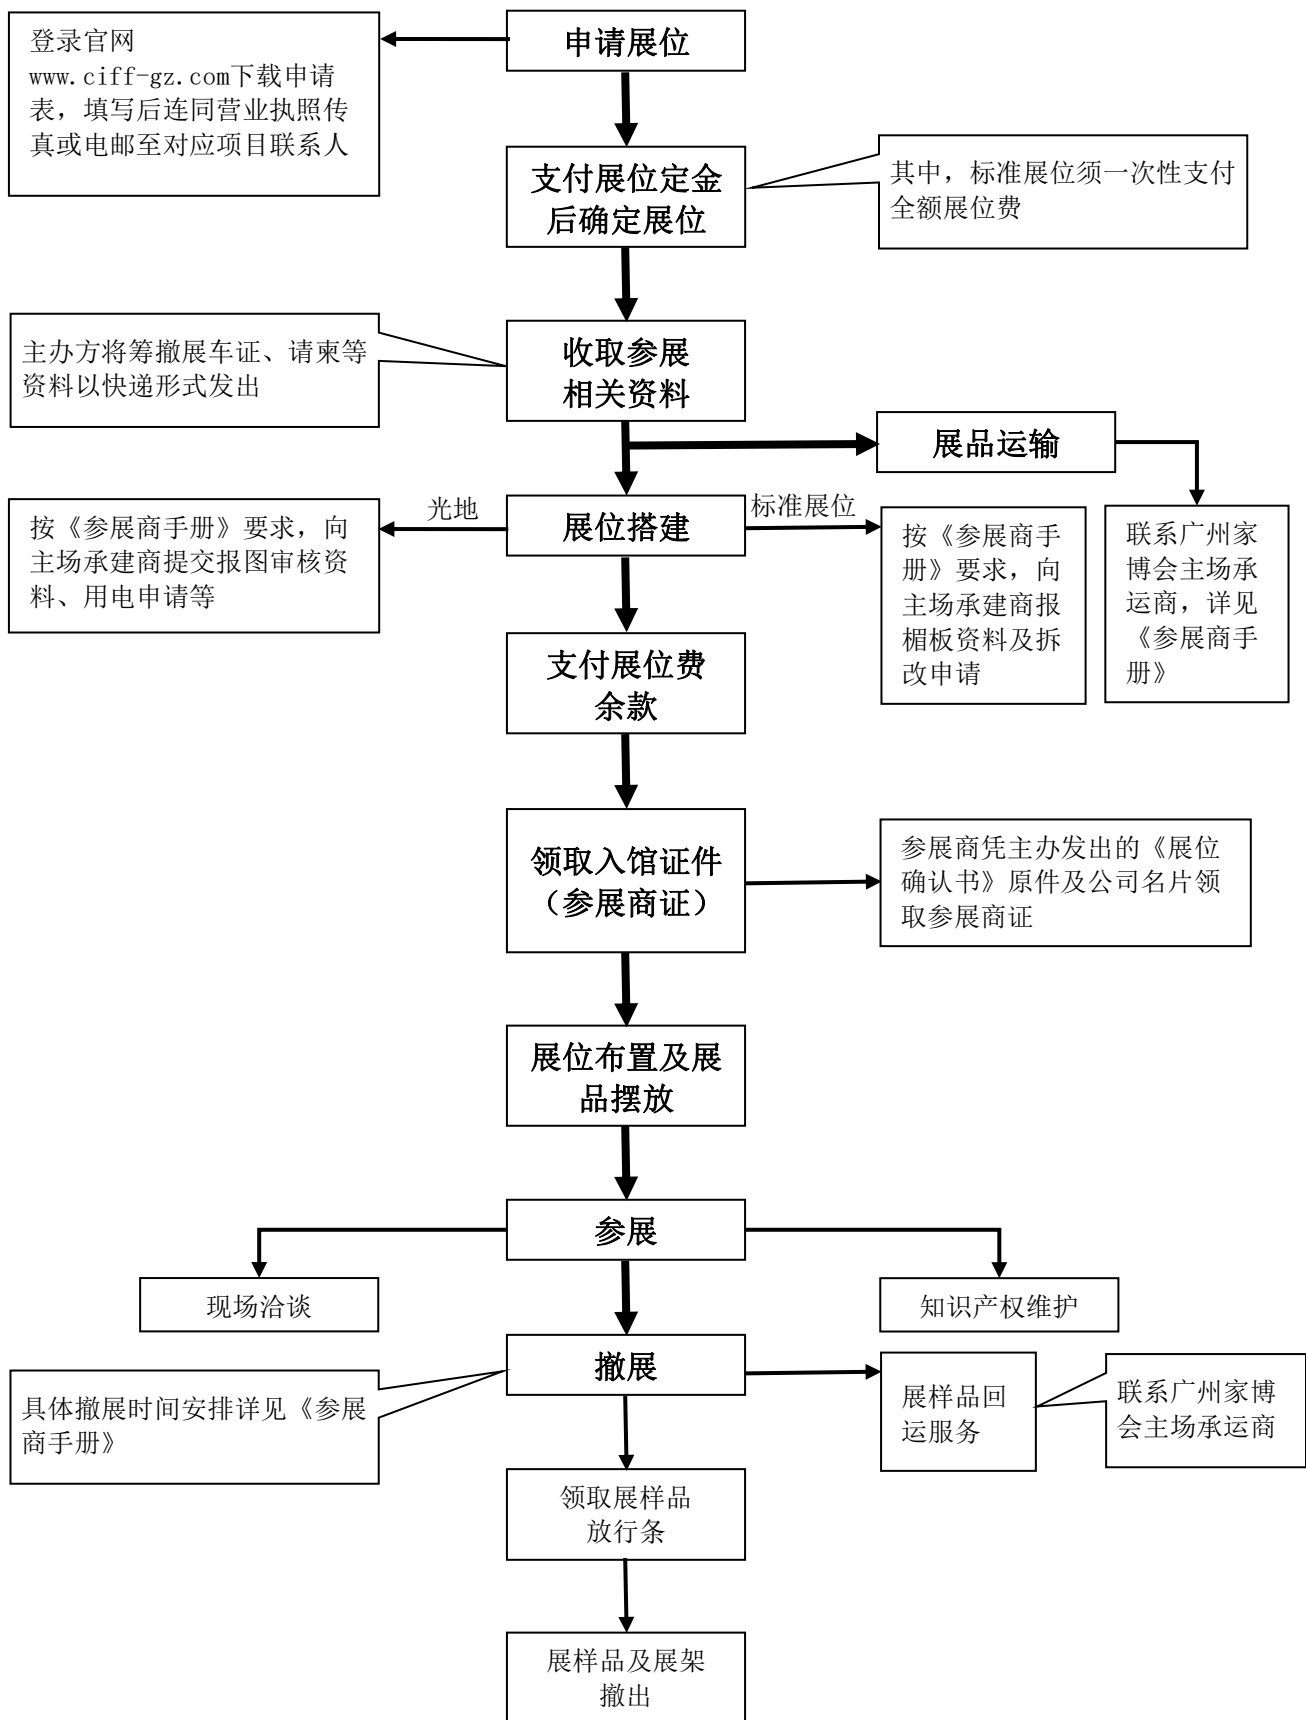 申请展位
登录官网
www.ciff-gz.com下载申请
表，填写后连同营业执照传
真或电邮至对应项目联系人
支付展位定金
后确定展位
其中，标准展位须一次性支付
全额展位费
收取参展
相关资料
主办方将筹撤展车证、请柬等
资料以快递形式发出
展品运输
联系广州家
博会主场承
运商，详见
《参展商手
册》
展位搭建
光地
按《参展商手册》要求，向
主场承建商提交报图审核资
料、用电申请等
标准展位
按《参展商手
册》要求，向
主场承建商报
楣板资料及拆
改申请
支付展位费
余款
领取入馆证件
（参展商证）
参展商凭主办发出的《展位
确认书》原件及公司名片领
取参展商证
展位布置及展
品摆放
参展
现场洽谈
知识产权维护
撤展
具体撤展时间安排详见《参展
商手册》
展样品回
运服务
联系广州家博
会主场承运商
领取展样品
放行条
展样品及展架
撤出